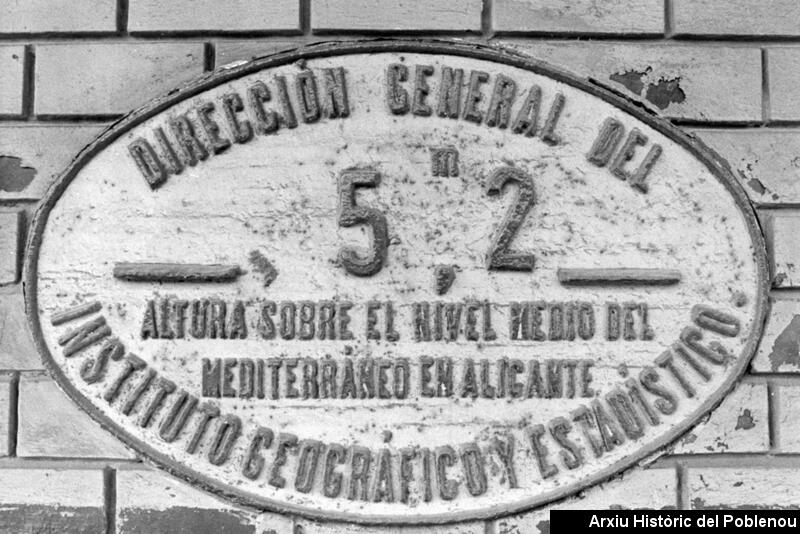 DIRECCIÓN GENERAL DEL
5,m2
ALTURA SOBRE EL NIVEL MEDIO DEL
MEDITERRÁNEO EN ALICANTE
INSTITUTO GEOGRÁFICO Y ESTADÍSTICO.
Arxiu Històric del Poblenou